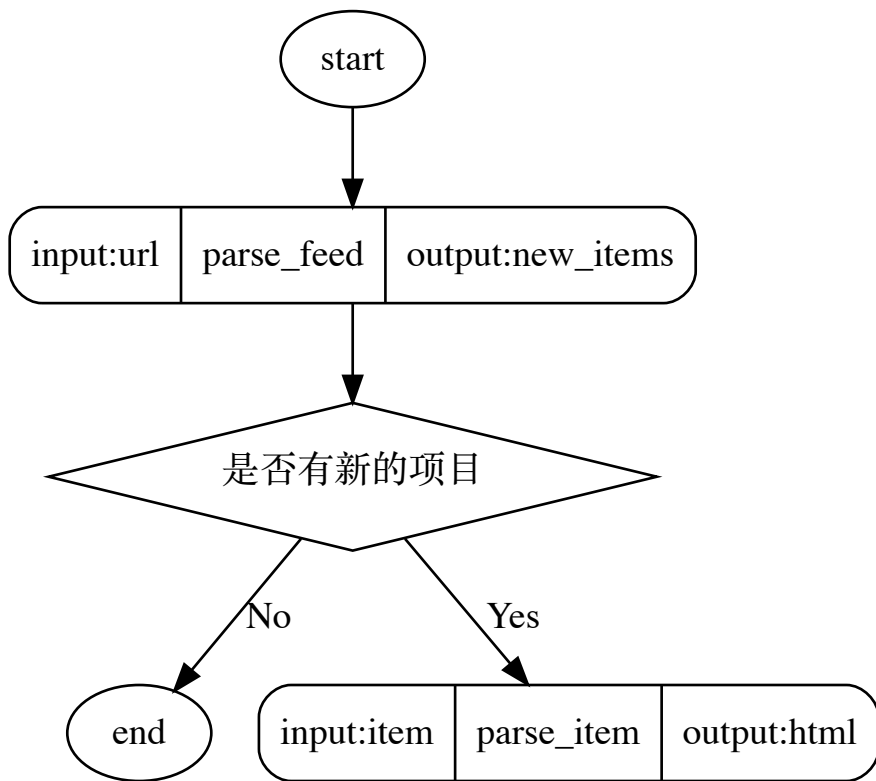 start
input:url
parse_feed
output:new_items
是否有新的项目
No
Yes
end
input:item
parse_item
output:html